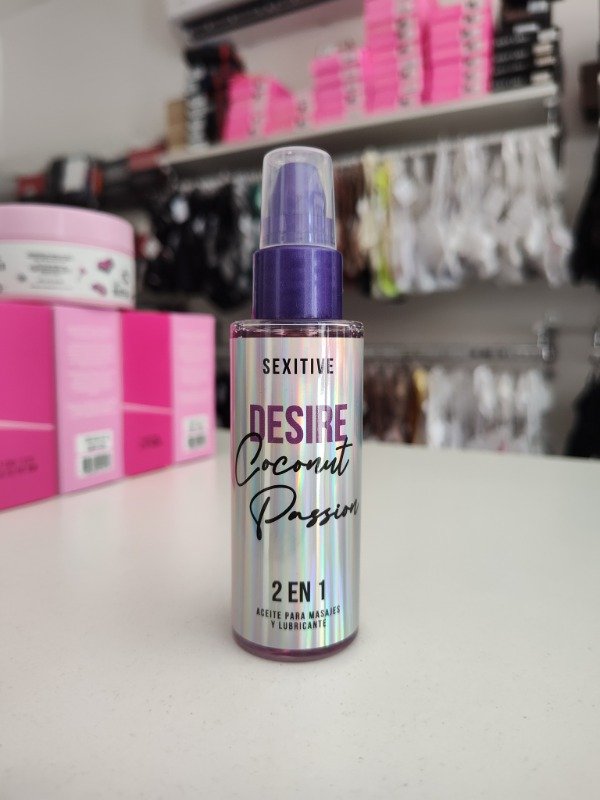 SEXITIVE
DESIRE
Coconut
Passion
2 EN 1
ACEITE PARA MASAJES
Y LUBRICANTE